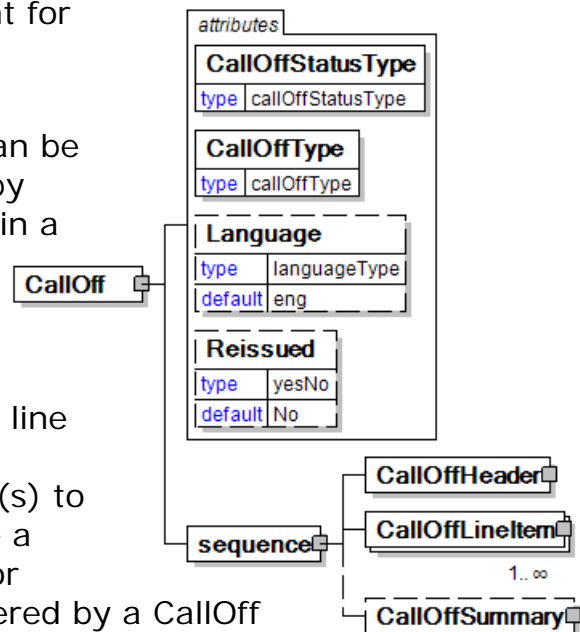 t for
an be
by
in a
line
(s) to
a
or
ered by a CallOff
attributes
CallOffStatusType
type callOffStatusType
CallOffType
type callOffType
Language
type languageType
default eng
Reissued
type yesNo
default No
CallOff
sequence
CallOffHeader
CallOffLineItem
1.. ∞
CallOffSummary